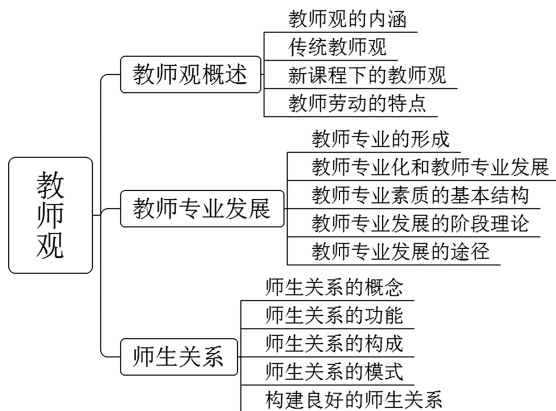 教师观
教师观概述
教师观的内涵
传统教师观
新课程下的教师观
教师劳动的特点
教师专业发展
教师专业的形成
教师专业化和教师专业发展
教师专业素质的基本结构
教师专业发展的阶段理论
教师专业发展的途径
师生关系
师生关系的概念
师生关系的功能
师生关系的构成
师生关系的模式
构建良好的师生关系